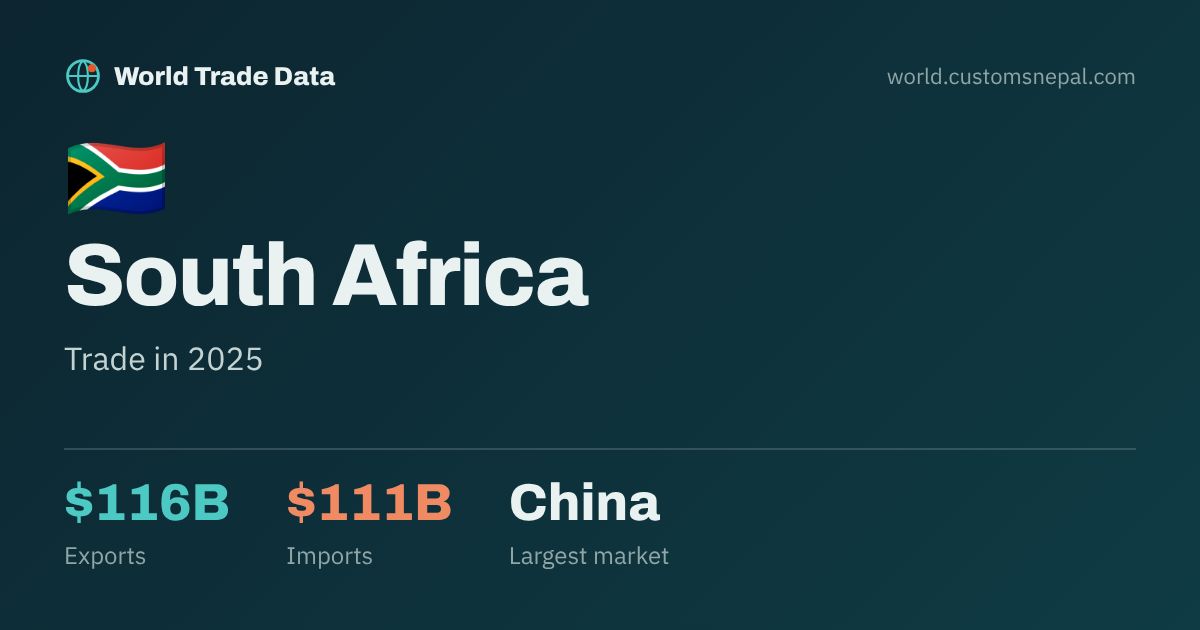 World Trade Data
world.customsnepal.com
South Africa
Trade in 2025
$116B $111B China
Exports Imports Largest market